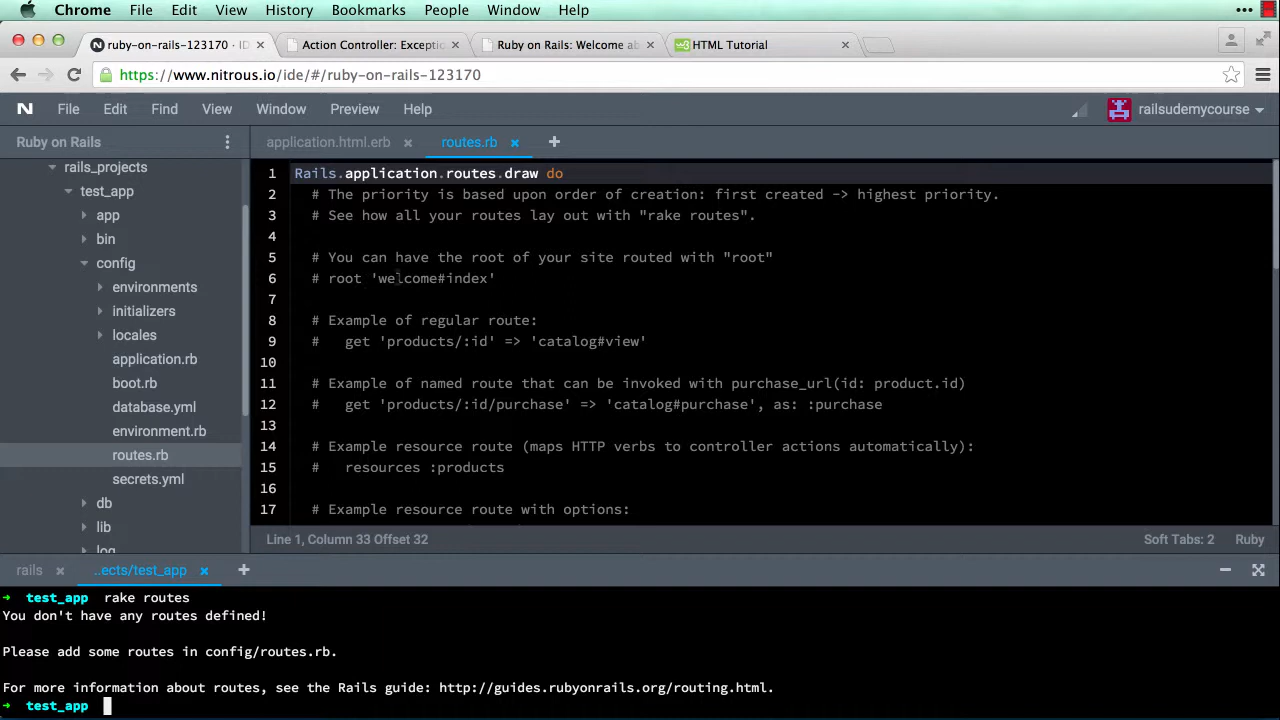 Chrome File Edit View History Bookmarks People Window Help
ruby-on-rails-123170 · ID Action Controller: Exceptio Ruby on Rails: Welcome ab HTML Tutorial
https://www.nitrous.io/ide/#/ruby-on-rails-123170
N File Edit Find View Window Preview Help railsudemycourse
Ruby on Rails
application.html.erb routes.rb
rails_projects
test_app
app
bin
config
environments
initializers
locales
application.rb
boot.rb
database.yml
environment.rb
routes.rb
secrets.yml
db
lib
log
1 Rails.application.routes.draw do
2 # The priority is based upon order of creation: first created -> highest priority.
3 # See how all your routes lay out with "rake routes".
4
5 # You can have the root of your site routed with "root"
6 # root 'welcome#index'
7
8 # Example of regular route:
9 #   get 'products/:id' => 'catalog#view'
10
11 # Example of named route that can be invoked with purchase_url(id: product.id)
12 #   get 'products/:id/purchase' => 'catalog#purchase', as: :purchase
13
14 # Example resource route (maps HTTP verbs to controller actions automatically):
15 #   resources :products
16
17 # Example resource route with options:
Line 1, Column 33 Offset 32 Soft Tabs: 2 Ruby
rails ..ects/test_app
→ test_app rake routes
You don't have any routes defined!
Please add some routes in config/routes.rb.
For more information about routes, see the Rails guide: http://guides.rubyonrails.org/routing.html.
→ test_app